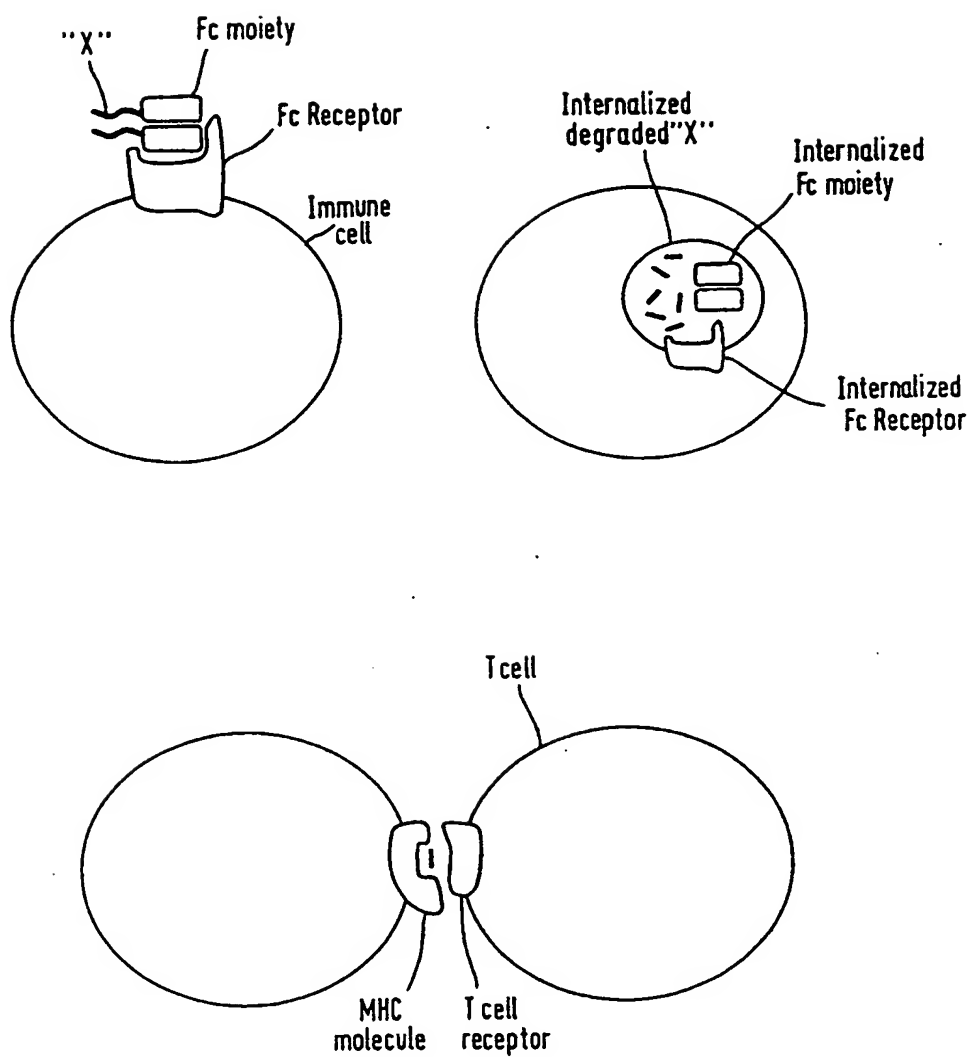 "X"
Fc moiety
Fc Receptor
Immune
cell
Internalized
degraded"X"
Internalized
Fc moiety
Internalized
Fc Receptor
T cell
MHC
molecule
T cell
receptor